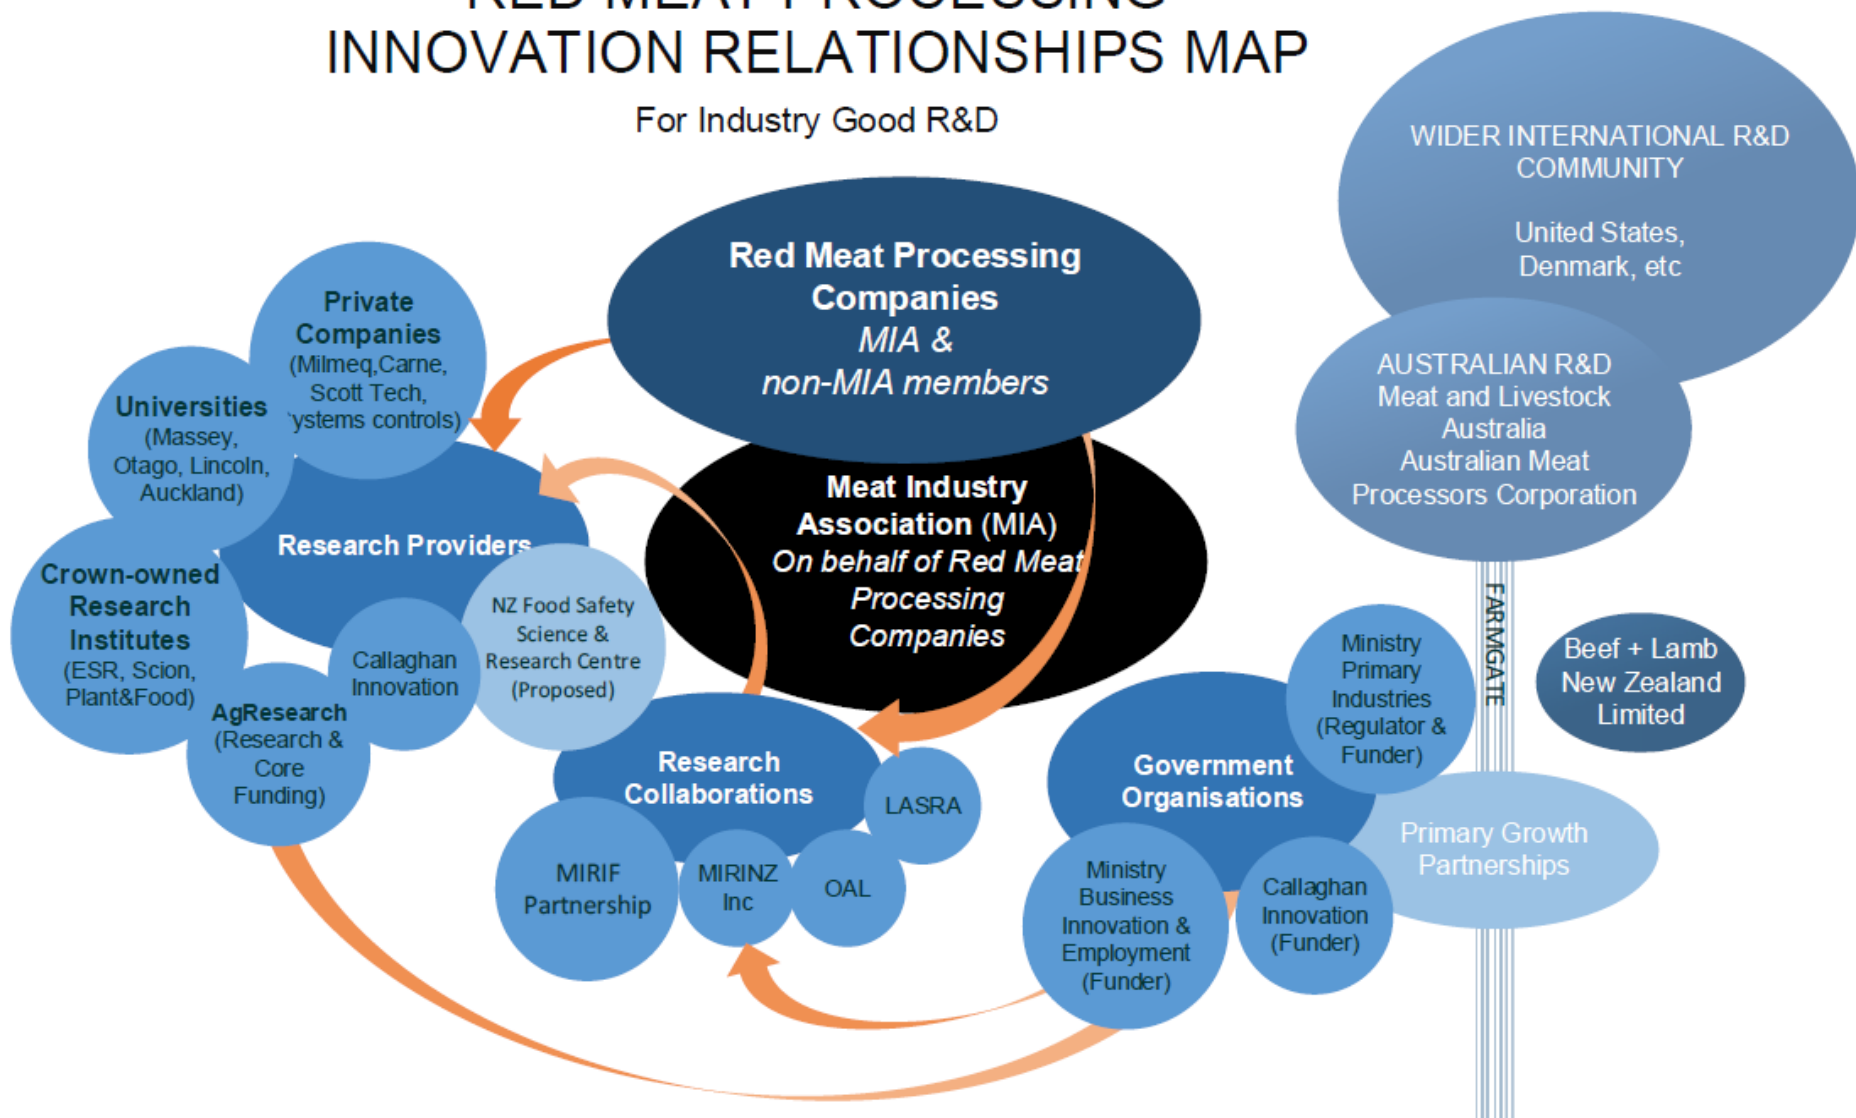 RED MEAT PROCESSING
INNOVATION RELATIONSHIPS MAP
For Industry Good R&D
WIDER INTERNATIONAL R&D
COMMUNITY
United States,
Denmark, etc
Red Meat Processing
Companies
MIA &
non-MIA members
Private
Companies
(Milmeq,Carne,
Scott Tech,
ystems controls)
AUSTRALIAN R&D
Meat and Livestock
Australia
Australian Meat
Processors Corporation
Universities
(Massey,
Otago, Lincoln,
Auckland)
Meat Industry
Association (MIA)
On behalf of Red Meat
Processing
Companies
Research Providers
Crown-owned
Research
Institutes
(ESR, Scion,
Plant&Food)
NZ Food Safety
Science &
Research Centre
(Proposed)
Callaghan
Innovation
AgResearch
(Research &
Core
Funding)
FARMGATE
Ministry
Primary
Industries
(Regulator &
Funder)
Beef + Lamb
New Zealand
Limited
Research
Collaborations
LASRA
Government
Organisations
Primary Growth
Partnerships
MIRIF
Partnership
MIRINZ
Inc
OAL
Ministry
Business
Innovation &
Employment
(Funder)
Callaghan
Innovation
(Funder)